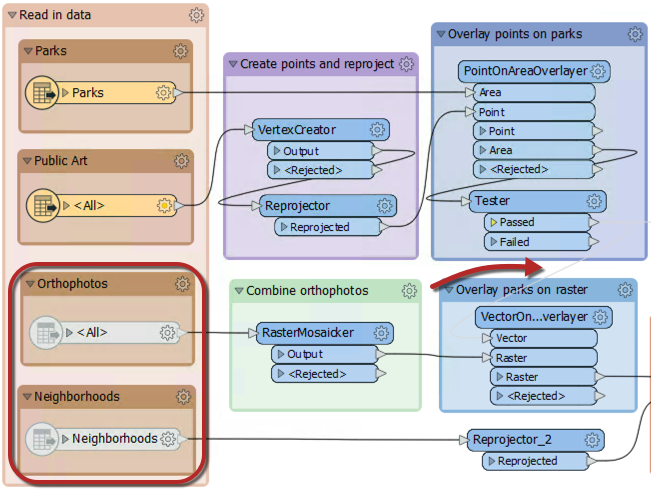 Read in data
Parks
Parks
Public Art
<All>
Orthophotos
<All>
Neighborhoods
Neighborhoods
Create points and reproject
VertexCreator
Output
<Rejected>
Reprojector
Reprojected
Combine orthophotos
RasterMosaicker
Output
<Rejected>
Overlay points on parks
PointOnAreaOverlayer
Area
Point
Point
Area
<Rejected>
Tester
Passed
Failed
Overlay parks on raster
VectorOn...verlayer
Vector
Raster
Raster
<Rejected>
Reprojector_2
Reprojected